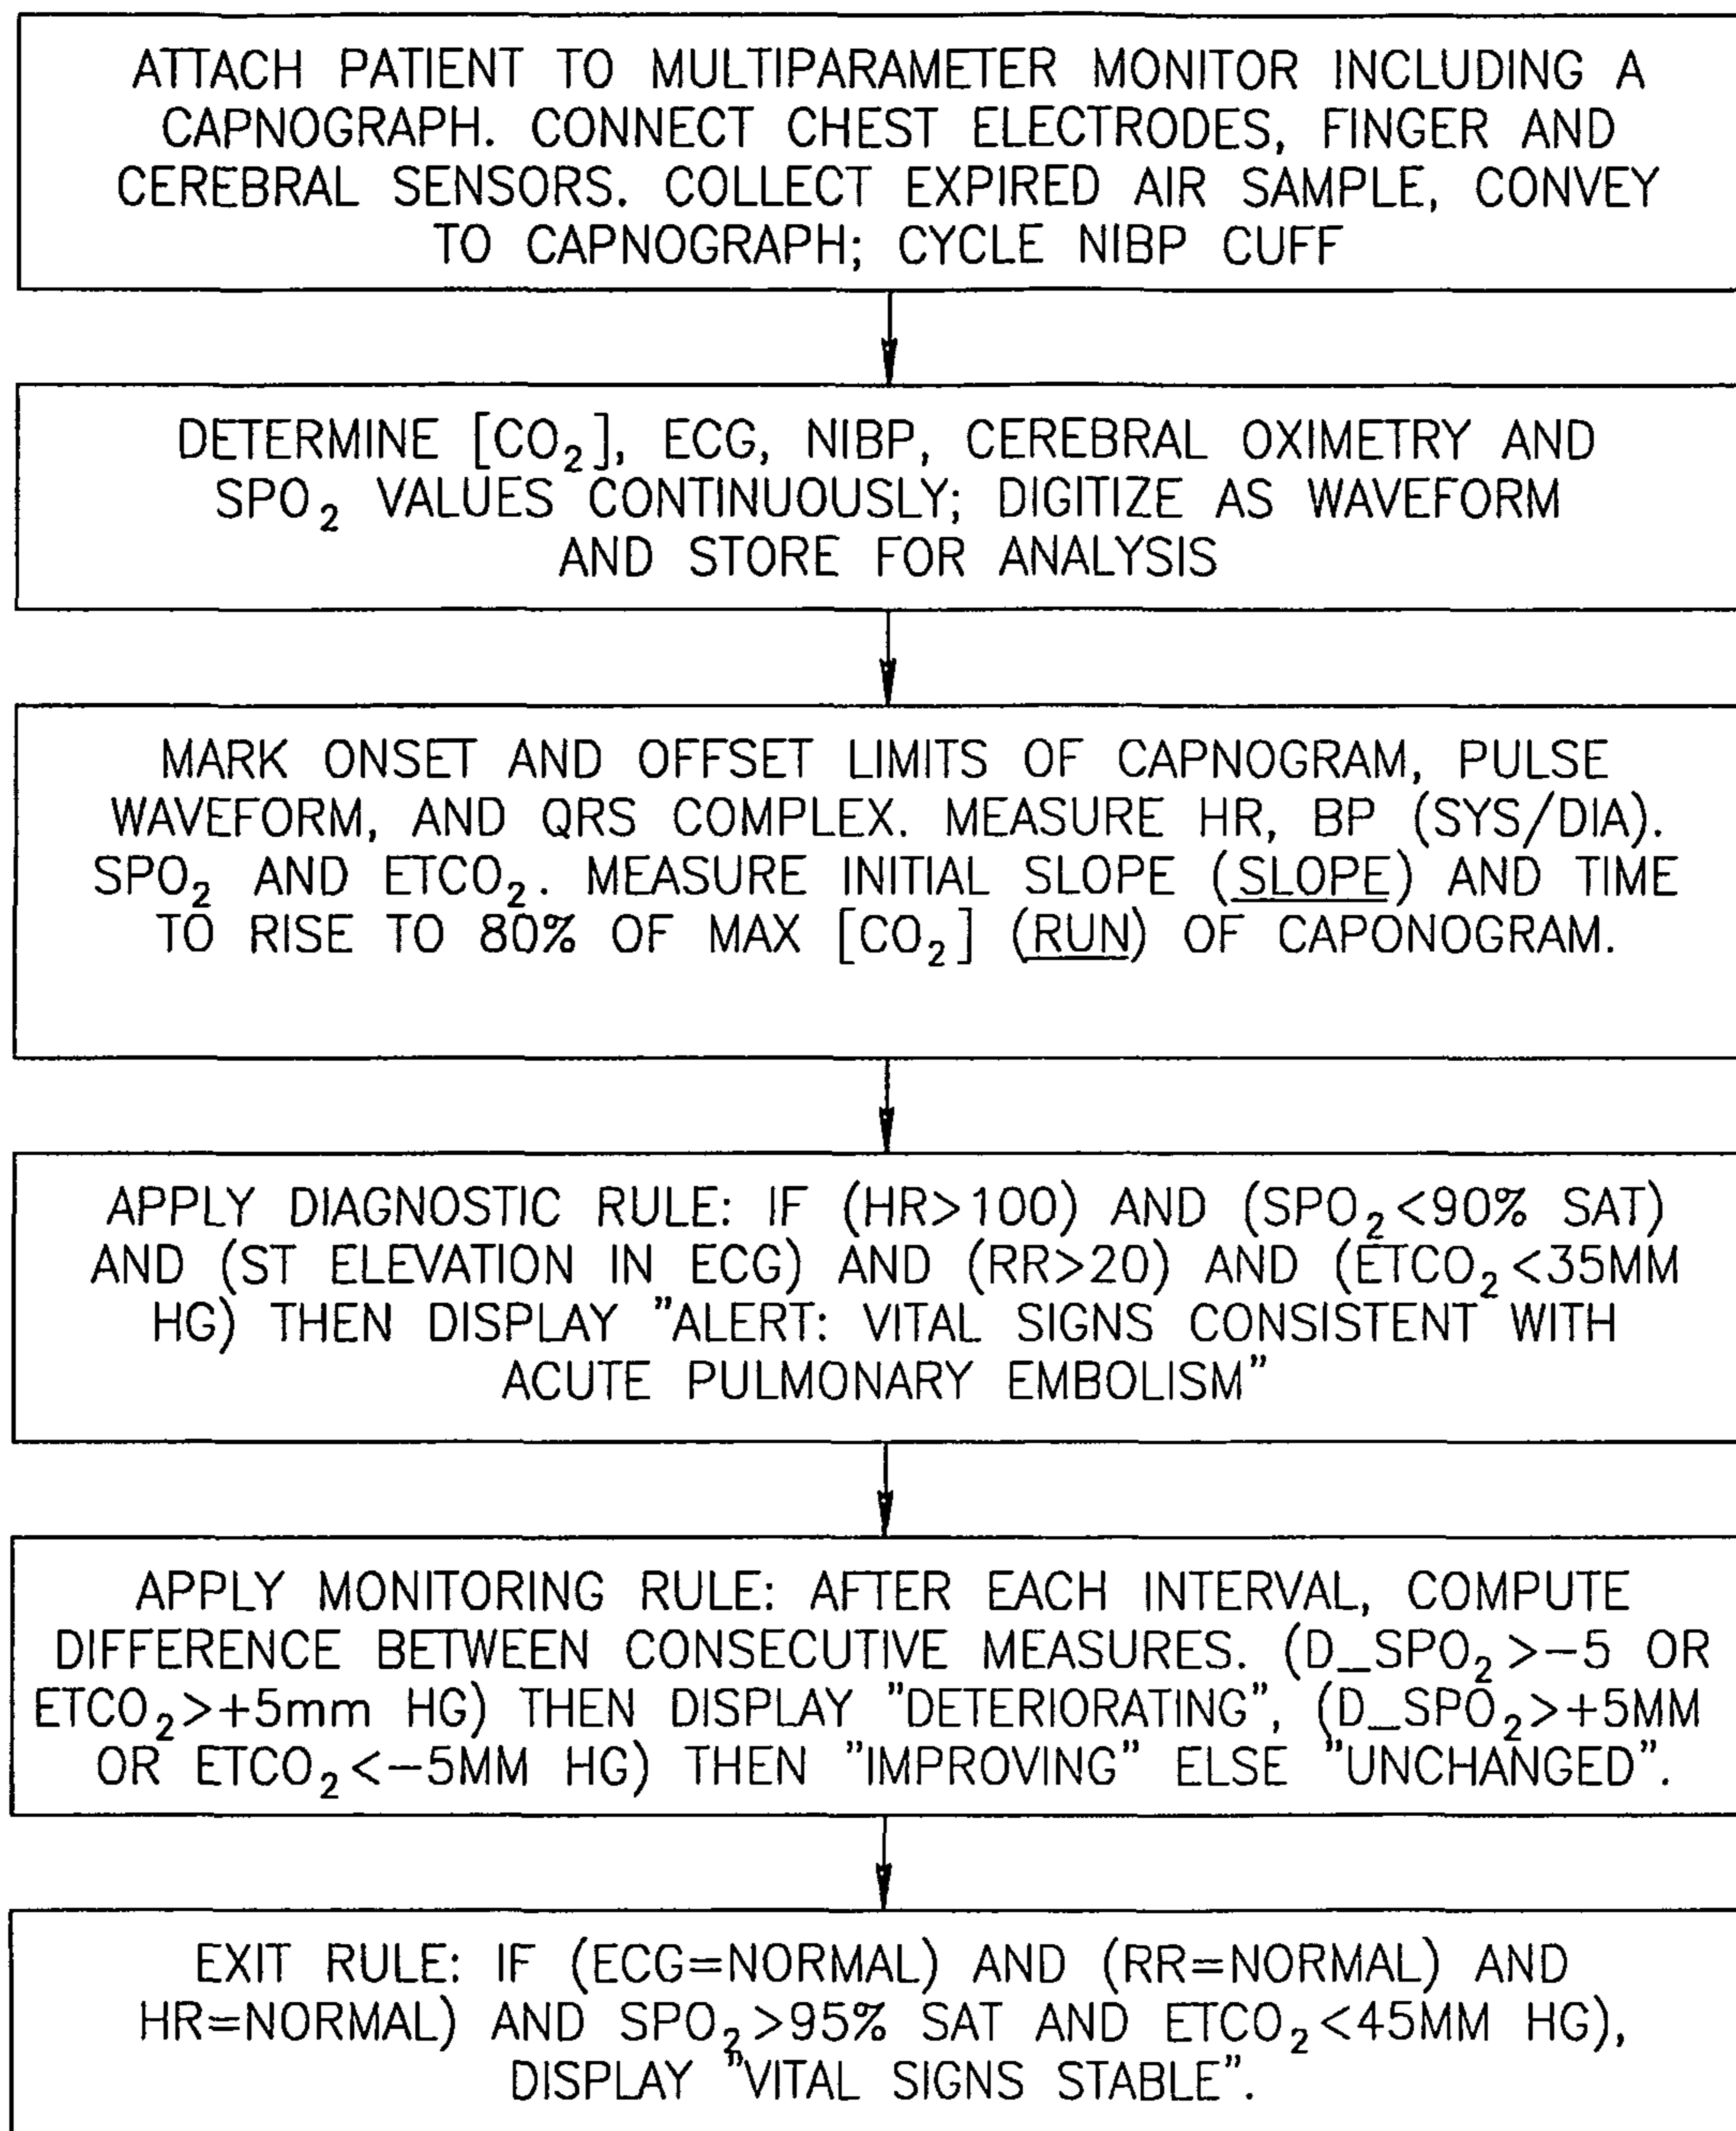 ATTACH PATIENT TO MULTIPARAMETER MONITOR INCLUDING A
CAPNOGRAPH. CONNECT CHEST ELECTRODES, FINGER AND
CEREBRAL SENSORS. COLLECT EXPIRED AIR SAMPLE, CONVEY
TO CAPNOGRAPH; CYCLE NIBP CUFF
DETERMINE [CO₂], ECG, NIBP, CEREBRAL OXIMETRY AND
SPO₂ VALUES CONTINUOUSLY; DIGITIZE AS WAVEFORM
AND STORE FOR ANALYSIS
MARK ONSET AND OFFSET LIMITS OF CAPNOGRAM, PULSE
WAVEFORM, AND QRS COMPLEX. MEASURE HR, BP (SYS/DIA).
SPO₂ AND ETCO₂. MEASURE INITIAL SLOPE (SLOPE) AND TIME
TO RISE TO 80% OF MAX [CO₂] (RUN) OF CAPONOGRAM.
APPLY DIAGNOSTIC RULE: IF (HR>100) AND (SPO₂<90% SAT)
AND (ST ELEVATION IN ECG) AND (RR>20) AND (ETCO₂<35MM
HG) THEN DISPLAY "ALERT: VITAL SIGNS CONSISTENT WITH
ACUTE PULMONARY EMBOLISM"
APPLY MONITORING RULE: AFTER EACH INTERVAL, COMPUTE
DIFFERENCE BETWEEN CONSECUTIVE MEASURES. (D_SPO₂>−5 OR
ETCO₂>+5mm HG) THEN DISPLAY "DETERIORATING", (D_SPO₂>+5MM
OR ETCO₂<−5MM HG) THEN "IMPROVING" ELSE "UNCHANGED".
EXIT RULE: IF (ECG=NORMAL) AND (RR=NORMAL) AND
HR=NORMAL) AND SPO₂>95% SAT AND ETCO₂<45MM HG),
DISPLAY "VITAL SIGNS STABLE".